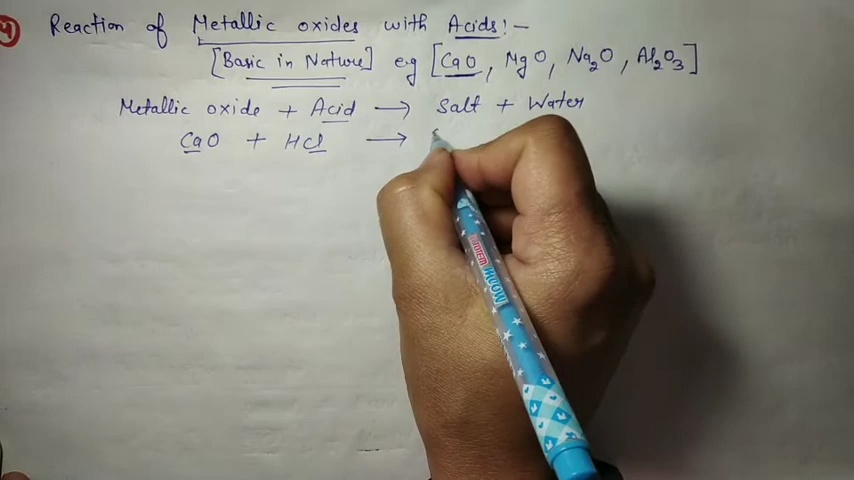 4 Reaction of Metallic oxides with Acids:-
[Basic in Nature] eg [CaO, MgO, Na2O, Al2O3]
Metallic oxide + Acid → Salt + Water
CaO + HCl →